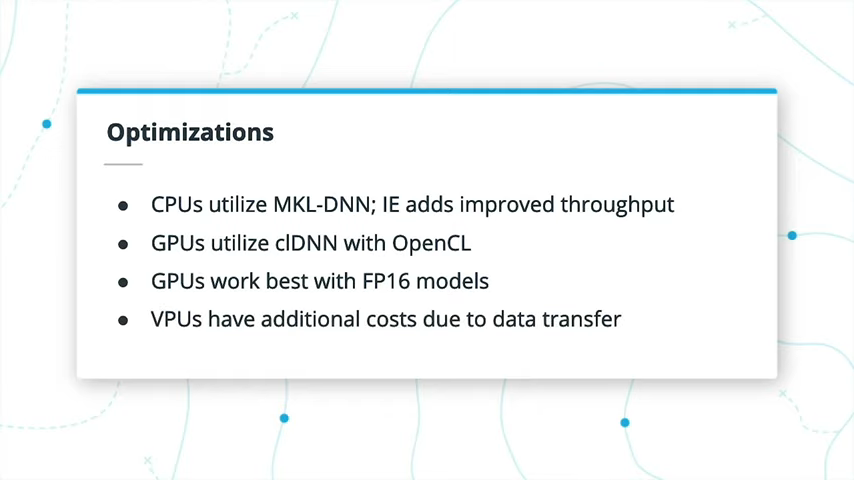 Optimizations
● CPUs utilize MKL-DNN; IE adds improved throughput
● GPUs utilize clDNN with OpenCL
● GPUs work best with FP16 models
● VPUs have additional costs due to data transfer